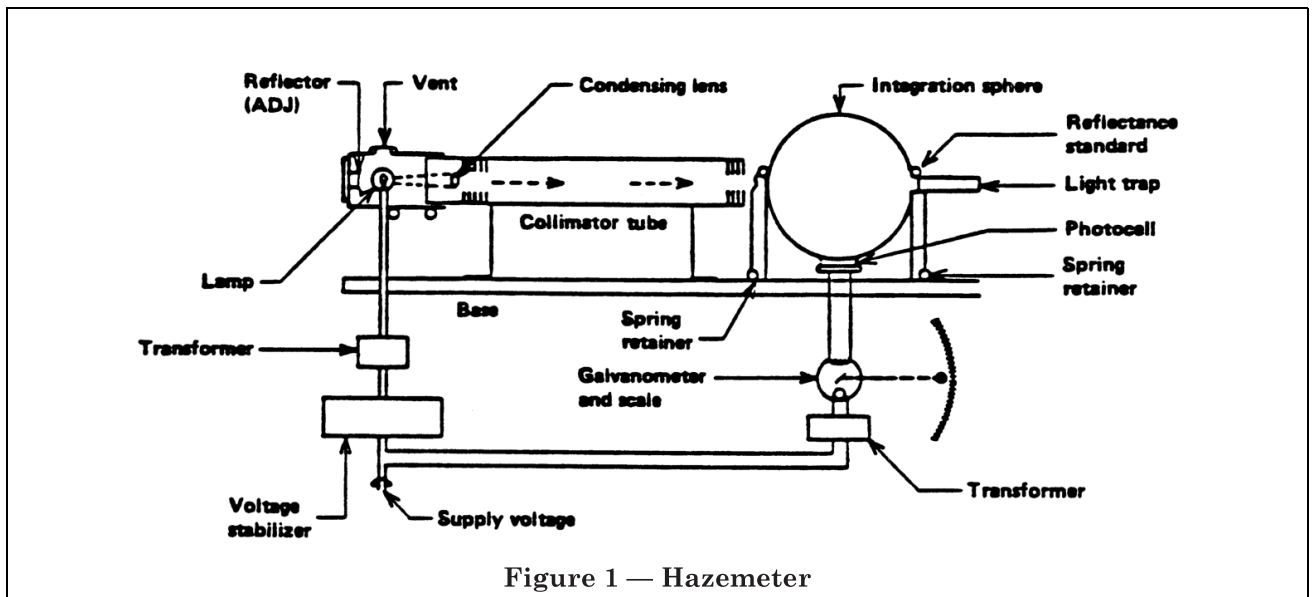 Reflector
(ADJ)
Vent
Condensing lens
Integration sphere
Reflectance
standard
Light trap
Photocell
Collimator tube
Lamp
Base
Spring
retainer
Spring
retainer
Transformer
Galvanometer
and scale
Voltage
stabilizer
Supply voltage
Transformer
Figure 1 — Hazemeter